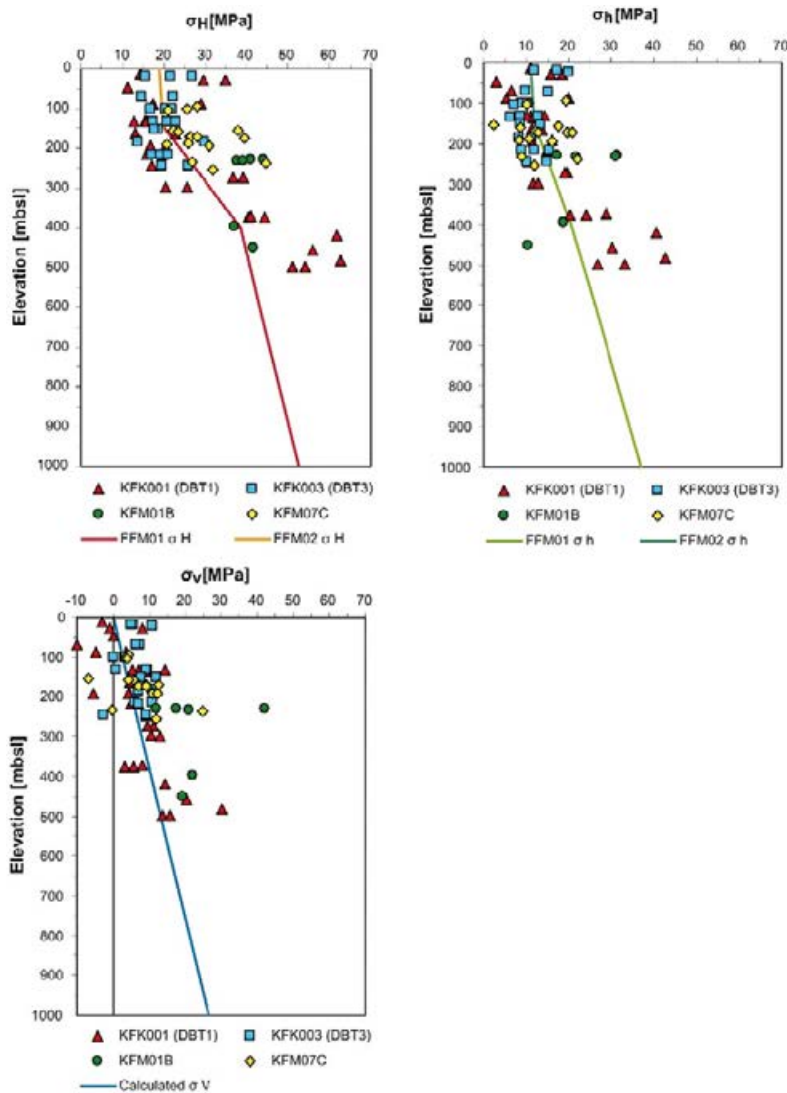 σH[MPa]
0 10 20 30 40 50 60 70
0
100
200
300
400
500
600
700
800
900
1000
Elevation [mbsl]
KFK001 (DBT1) KFK003 (DBT3)
KFM01B KFM07C
FFM01 σ H FFM02 σ H
σh[MPa]
0 10 20 30 40 50 60 70
0
100
200
300
400
500
600
700
800
900
1000
Elevation [mbsl]
KFK001 (DBT1) KFK003 (DBT3)
KFM01B KFM07C
FFM01 σ h FFM02 σ h
σv[MPa]
-10 0 10 20 30 40 50 60 70
0
100
200
300
400
500
600
700
800
900
1000
Elevation [mbsl]
KFK001 (DBT1) KFK003 (DBT3)
KFM01B KFM07C
Calculated σ V